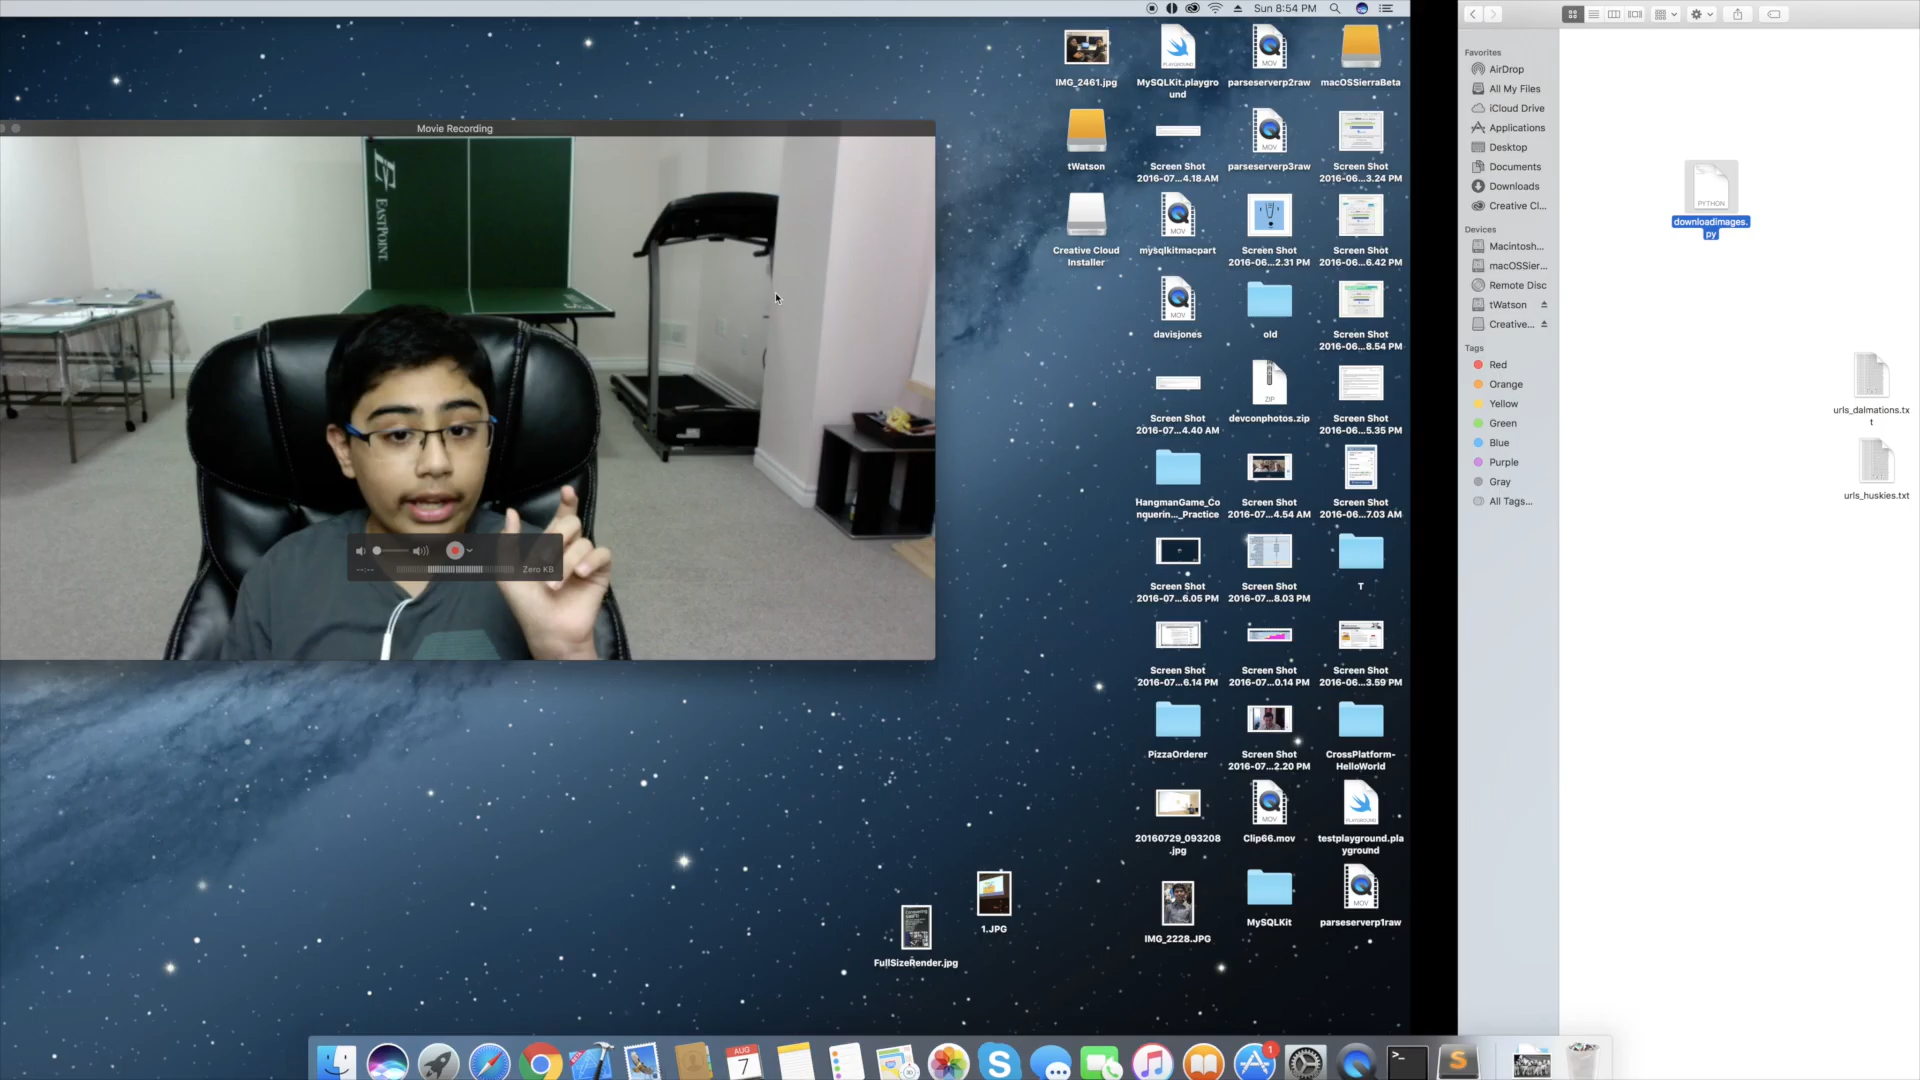 Sun 8:54 PM
Movie Recording
EASTPOINT
Zero KB
--:--
IMG_2461.jpg
MySQLKit.playgro
und
parseserverp2raw
macOSSierraBeta
tWatson
Screen Shot
2016-07...4.18.AM
parseserverp3raw
Screen Shot
2016-06...3.24 PM
Creative Cloud
Installer
mysqlkitmacpart
Screen Shot
2016-06...2.31 PM
Screen Shot
2016-06...6.42 PM
davisjones
old
Screen Shot
2016-06...8.54 PM
Screen Shot
2016-07...4.40 AM
devconphotos.zip
Screen Shot
2016-06...5.35 PM
HangmanGame_Co
nquerin..._Practice
Screen Shot
2016-07...4.54 AM
Screen Shot
2016-06...7.03 AM
Screen Shot
2016-07...6.05 PM
Screen Shot
2016-07...8.03 PM
T
Screen Shot
2016-07...6.14 PM
Screen Shot
2016-07...0.14 PM
Screen Shot
2016-06...3.59 PM
PizzaOrderer
Screen Shot
2016-07...2.20 PM
CrossPlatform-
HelloWorld
20160729_093208
.jpg
Clip66.mov
testplayground.pla
yground
FullSizeRender.jpg
1.JPG
IMG_2228.JPG
MySQLKit
parseserverp1raw
Favorites
AirDrop
All My Files
iCloud Drive
Applications
Desktop
Documents
Downloads
Creative Cl...
Devices
Macintosh...
macOSSier...
Remote Disc
tWatson
Creative...
Tags
Red
Orange
Yellow
Green
Blue
Purple
Gray
All Tags...
PYTHON
downloadimages.
py
urls_dalmations.tx
t
urls_huskies.txt
AUG
7
1